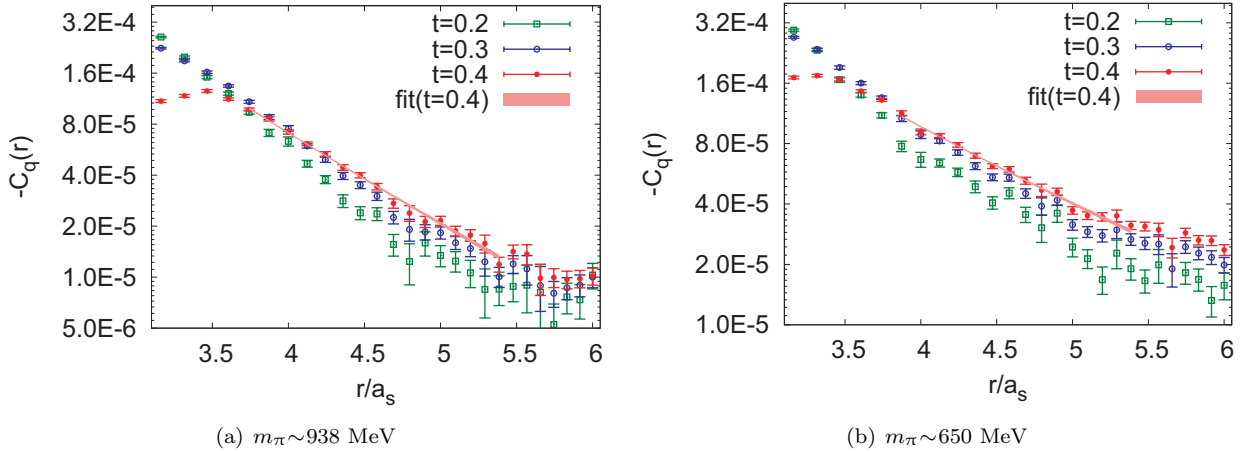 3.2E-4
1.6E-4
8.0E-5
4.0E-5
2.0E-5
1.0E-5
5.0E-6
-C_q(r)
t=0.2
t=0.3
t=0.4
fit(t=0.4)
3.5 4 4.5 5 5.5 6
r/a_s
(a) m_π∼938 MeV
3.2E-4
1.6E-4
8.0E-5
4.0E-5
2.0E-5
1.0E-5
-C_q(r)
t=0.2
t=0.3
t=0.4
fit(t=0.4)
3.5 4 4.5 5 5.5 6
r/a_s
(b) m_π∼650 MeV